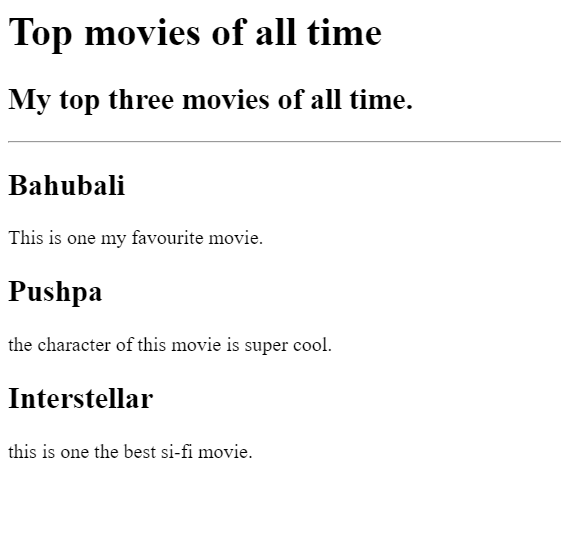 Top movies of all time
My top three movies of all time.
Bahubali
This is one my favourite movie.
Pushpa
the character of this movie is super cool.
Interstellar
this is one the best si-fi movie.